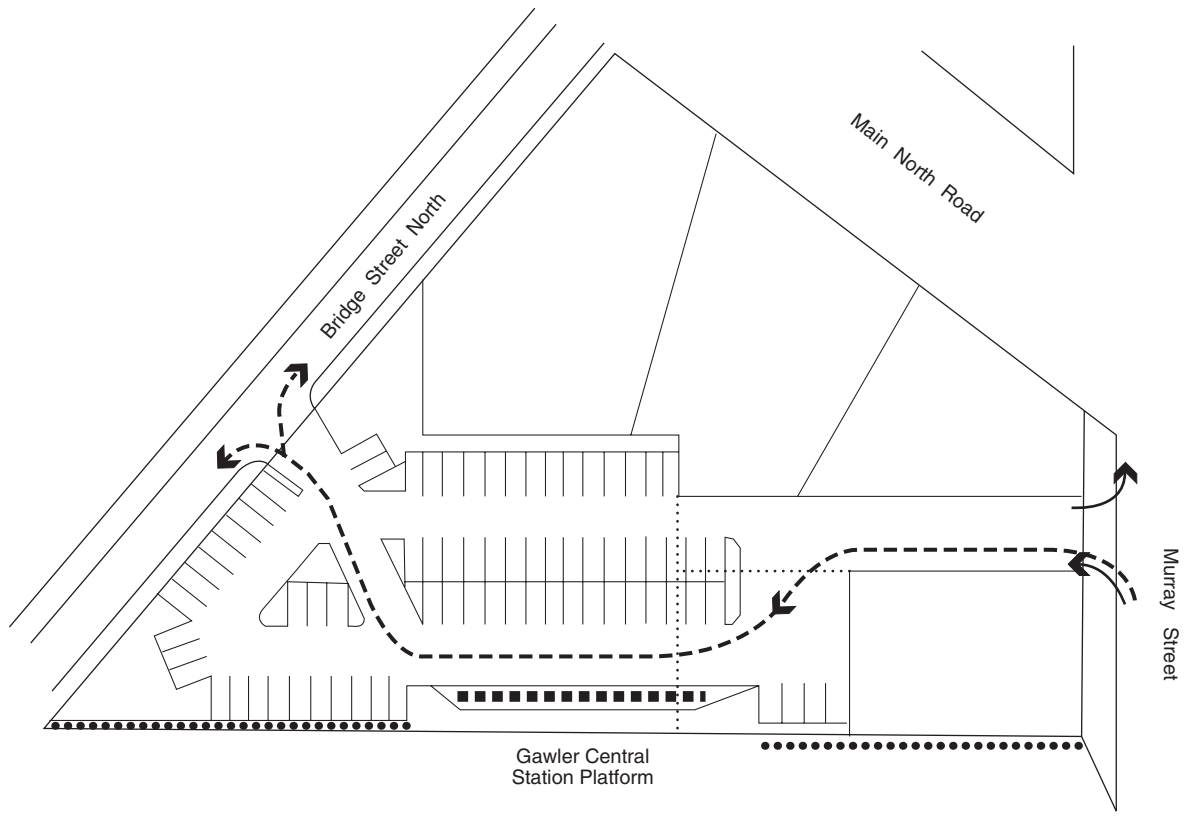 Main North Road
Bridge Street North
Murray Street
Gawler Central
Station Platform